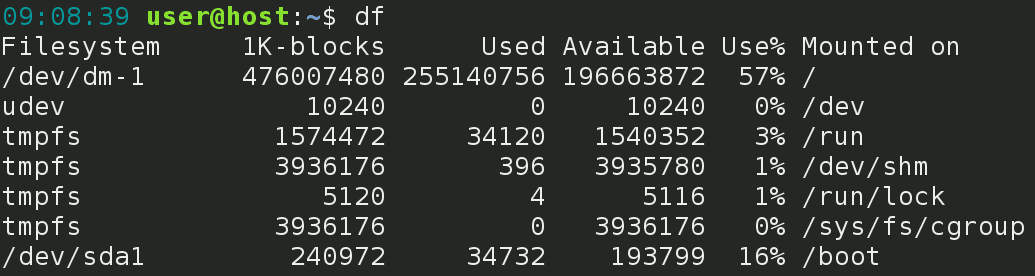 09:08:39 user@host:~$ df
Filesystem     1K-blocks      Used Available Use% Mounted on
/dev/dm-1      476007480 255140756 196663872  57% /
udev               10240         0     10240   0% /dev
tmpfs            1574472     34120   1540352   3% /run
tmpfs            3936176       396   3935780   1% /dev/shm
tmpfs               5120         4      5116   1% /run/lock
tmpfs            3936176         0   3936176   0% /sys/fs/cgroup
/dev/sda1         240972     34732    193799  16% /boot